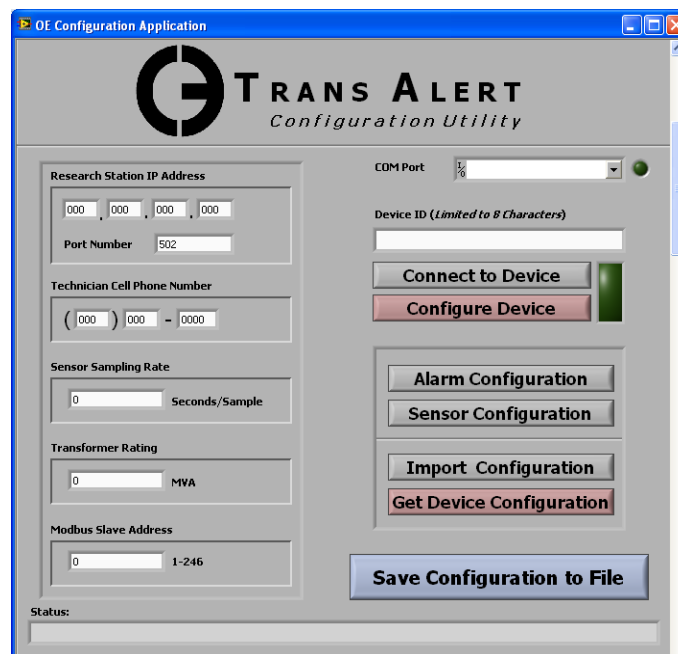 OE Configuration Application
TRANS ALERT
Configuration Utility
Research Station IP Address
000 . 000 . 000 . 000
Port Number 502
Technician Cell Phone Number
( 000 ) 000 - 0000
Sensor Sampling Rate
0 Seconds/Sample
Transformer Rating
0 MVA
Modbus Slave Address
0 1-246
COM Port I/O
Device ID (Limited to 8 Characters)
Connect to Device
Configure Device
Alarm Configuration
Sensor Configuration
Import Configuration
Get Device Configuration
Save Configuration to File
Status: